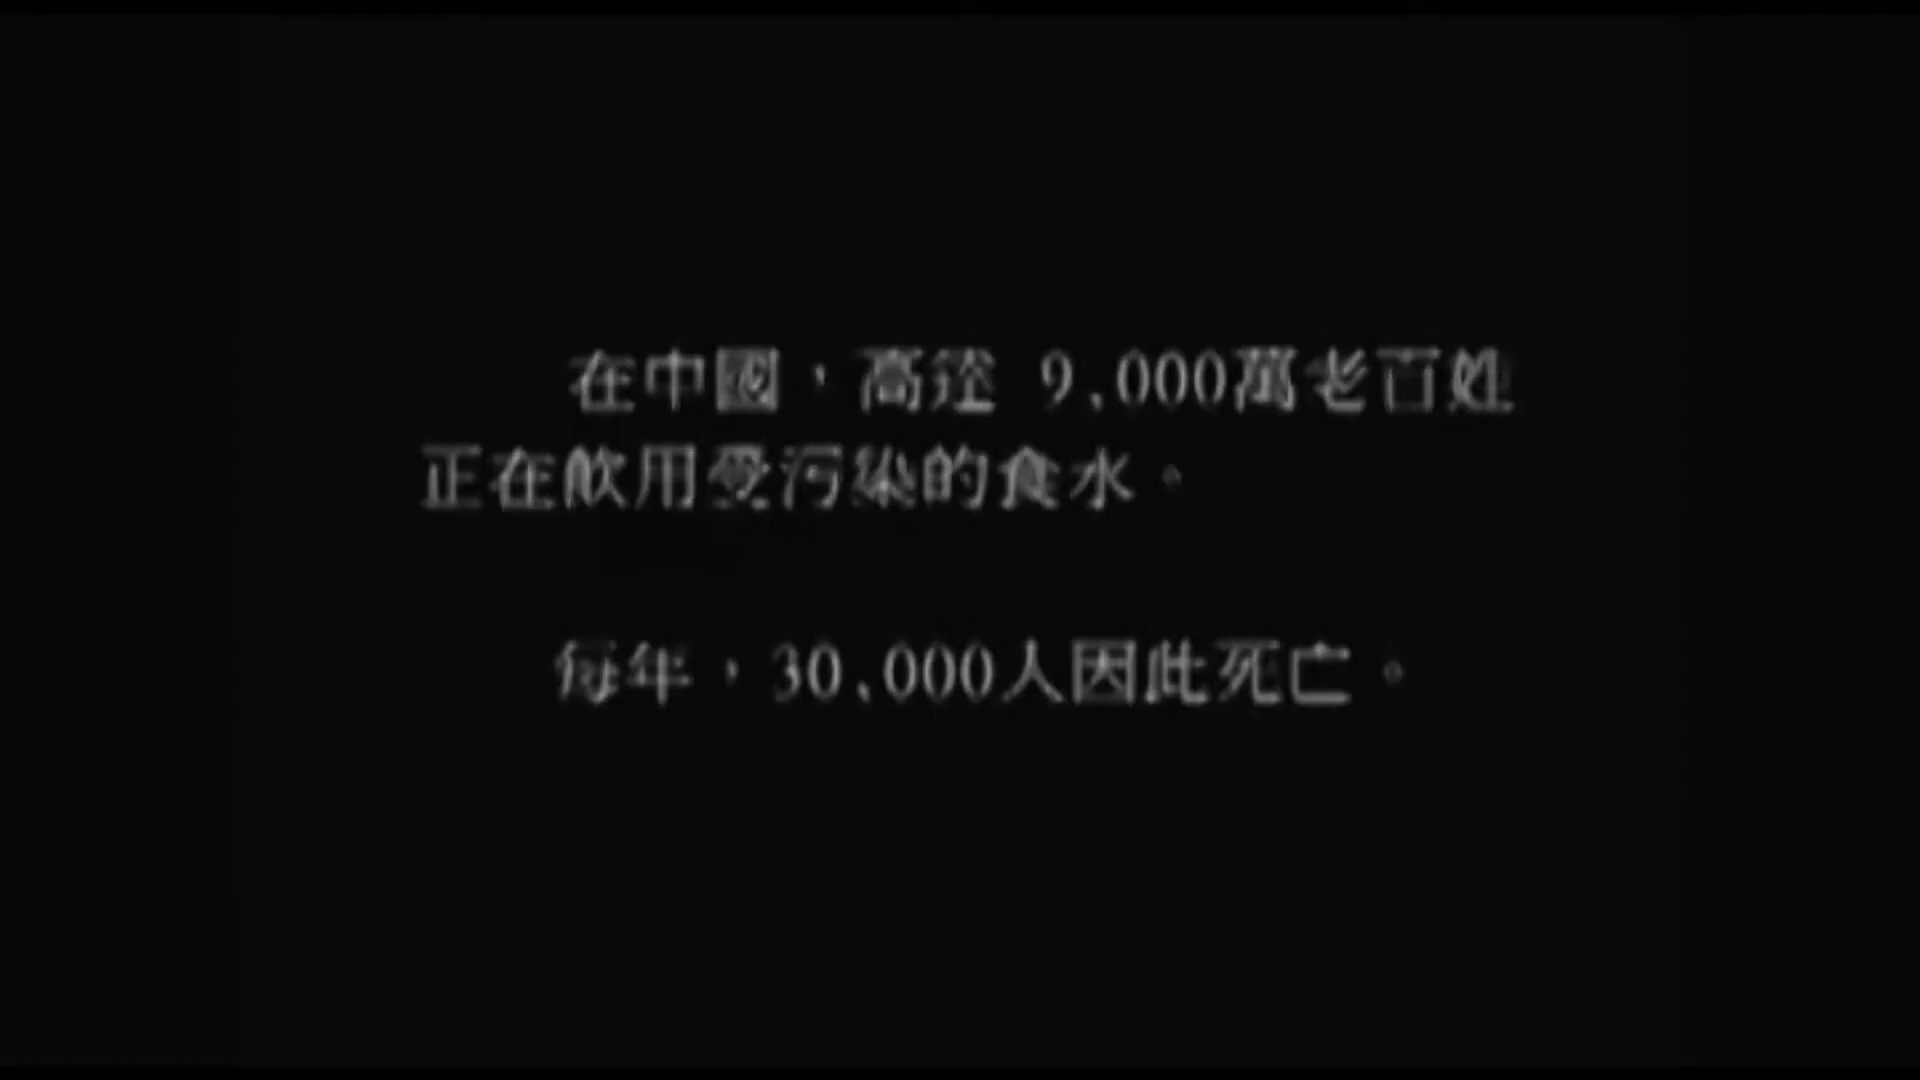 在中國，高達 9,000萬老百姓
正在飲用受污染的食水。
每年，30,000人因此死亡。